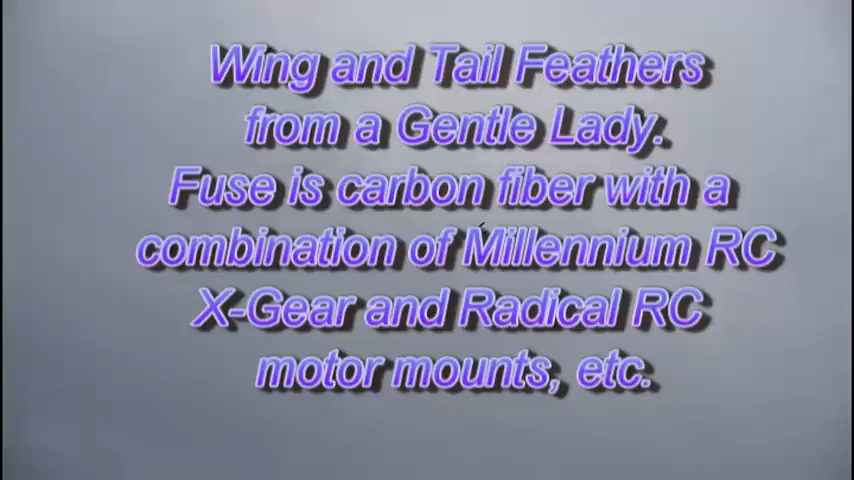 Wing and Tail Feathers
from a Gentle Lady.
Fuse is carbon fiber with a
combination of Millennium RC
X-Gear and Radical RC
motor mounts, etc.